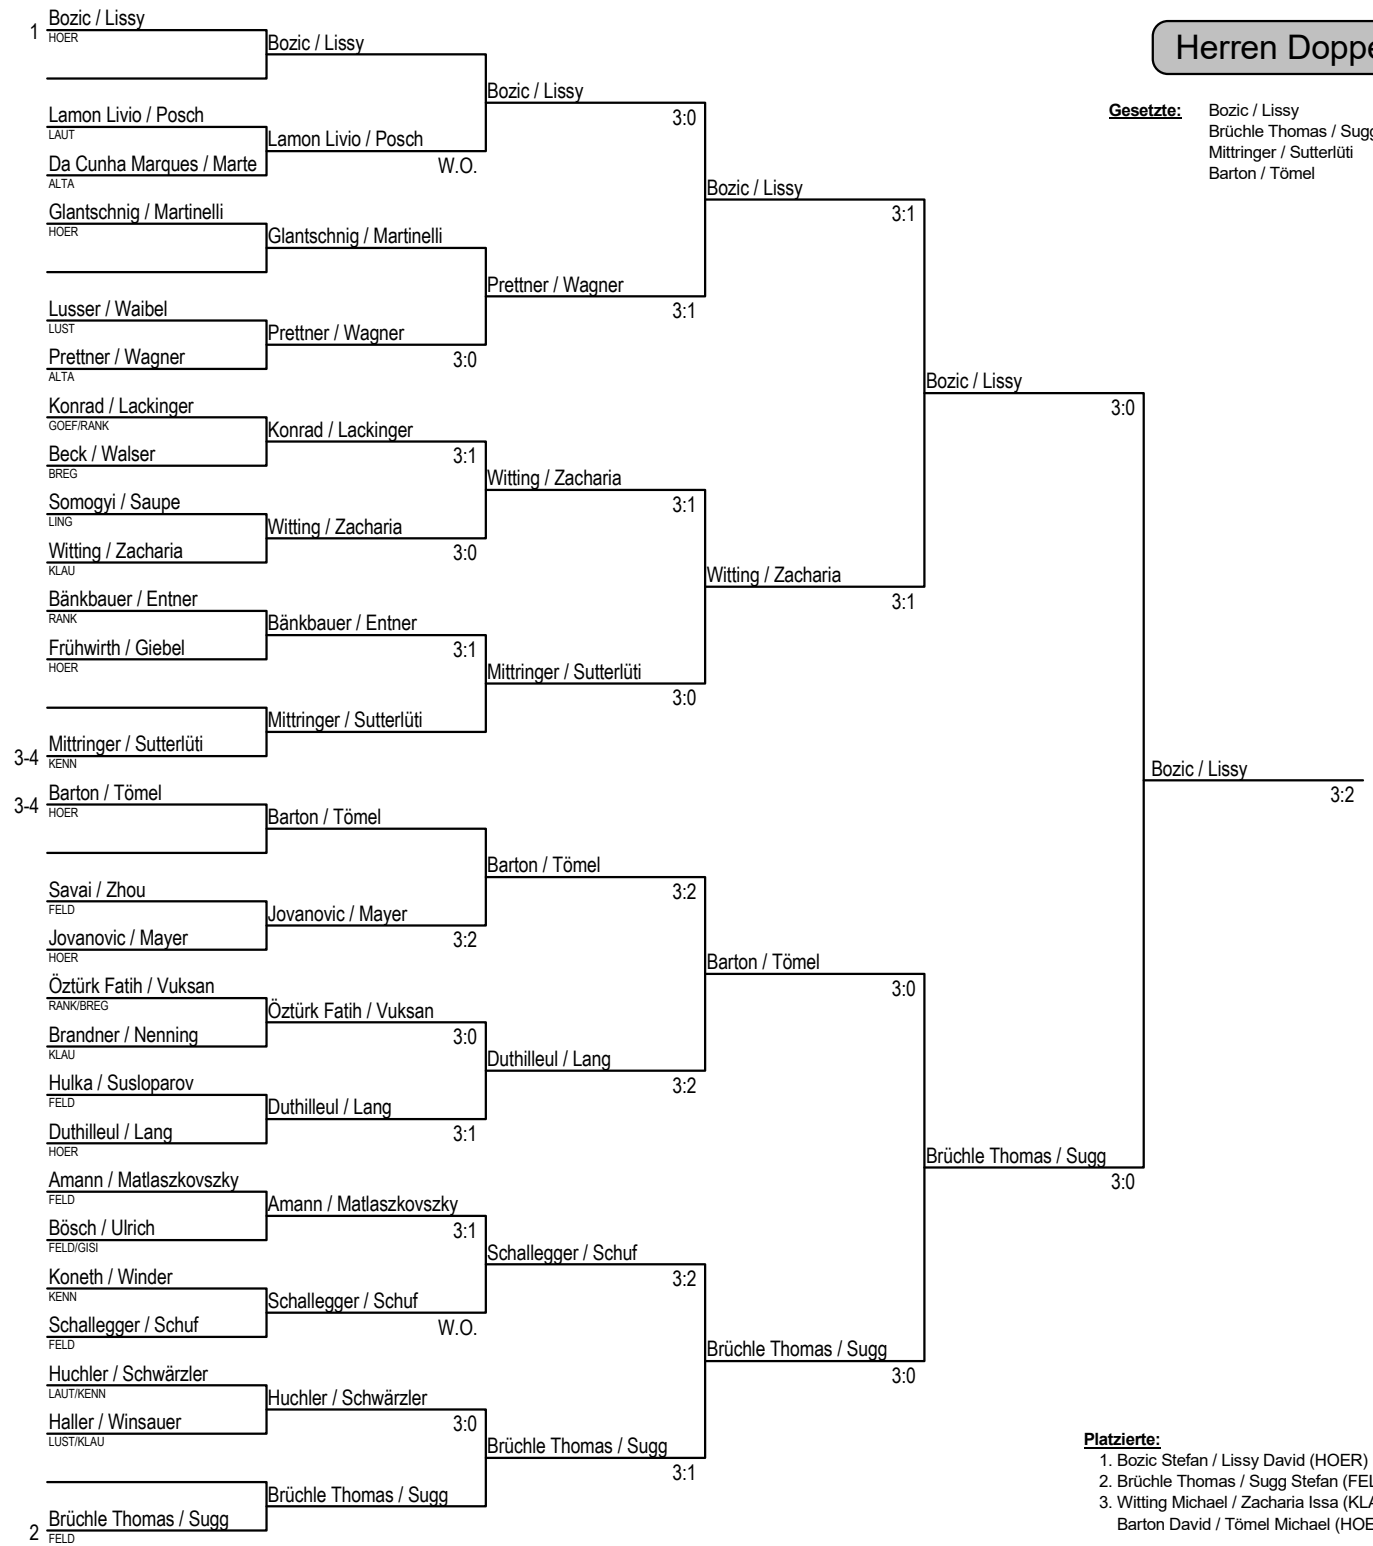 Herren Doppe
Gesetzte: Bozic / Lissy
Brüchle Thomas / Sugg
Mittringer / Sutterlüti
Barton / Tömel
1 Bozic / Lissy
HOER
Lamon Livio / Posch
LAUT
Da Cunha Marques / Marte
ALTA
Glantschnig / Martinelli
HOER
Lusser / Waibel
LUST
Prettner / Wagner
ALTA
Konrad / Lackinger
GOEF/RANK
Beck / Walser
BREG
Somogyi / Saupe
LING
Witting / Zacharia
KLAU
Bänkbauer / Entner
RANK
Frühwirth / Giebel
HOER
3-4 Mittringer / Sutterlüti
KENN
3-4 Barton / Tömel
HOER
Savai / Zhou
FELD
Jovanovic / Mayer
HOER
Öztürk Fatih / Vuksan
RANK/BREG
Brandner / Nenning
KLAU
Hulka / Susloparov
FELD
Duthilleul / Lang
HOER
Amann / Matlaszkovszky
FELD
Bösch / Ulrich
FELD/GISI
Koneth / Winder
KENN
Schallegger / Schuf
FELD
Huchler / Schwärzler
LAUT/KENN
Haller / Winsauer
LUST/KLAU
2 Brüchle Thomas / Sugg
FELD
Bozic / Lissy
Lamon Livio / Posch
W.O.
Glantschnig / Martinelli
Prettner / Wagner
3:0
Konrad / Lackinger
3:1
Witting / Zacharia
3:0
Bänkbauer / Entner
3:1
Mittringer / Sutterlüti
Barton / Tömel
Jovanovic / Mayer
3:2
Öztürk Fatih / Vuksan
3:0
Duthilleul / Lang
3:1
Amann / Matlaszkovszky
3:1
Schallegger / Schuf
W.O.
Huchler / Schwärzler
3:0
Brüchle Thomas / Sugg
Bozic / Lissy
3:0
Prettner / Wagner
3:1
Witting / Zacharia
3:1
Mittringer / Sutterlüti
3:0
Barton / Tömel
3:2
Duthilleul / Lang
3:2
Schallegger / Schuf
3:2
Brüchle Thomas / Sugg
3:1
Bozic / Lissy
3:1
Witting / Zacharia
3:1
Barton / Tömel
3:0
Brüchle Thomas / Sugg
3:0
Bozic / Lissy
3:0
Brüchle Thomas / Sugg
3:0
Bozic / Lissy
3:2
Platzierte:
1. Bozic Stefan / Lissy David (HOER)
2. Brüchle Thomas / Sugg Stefan (FEL
3. Witting Michael / Zacharia Issa (KLA
Barton David / Tömel Michael (HOE